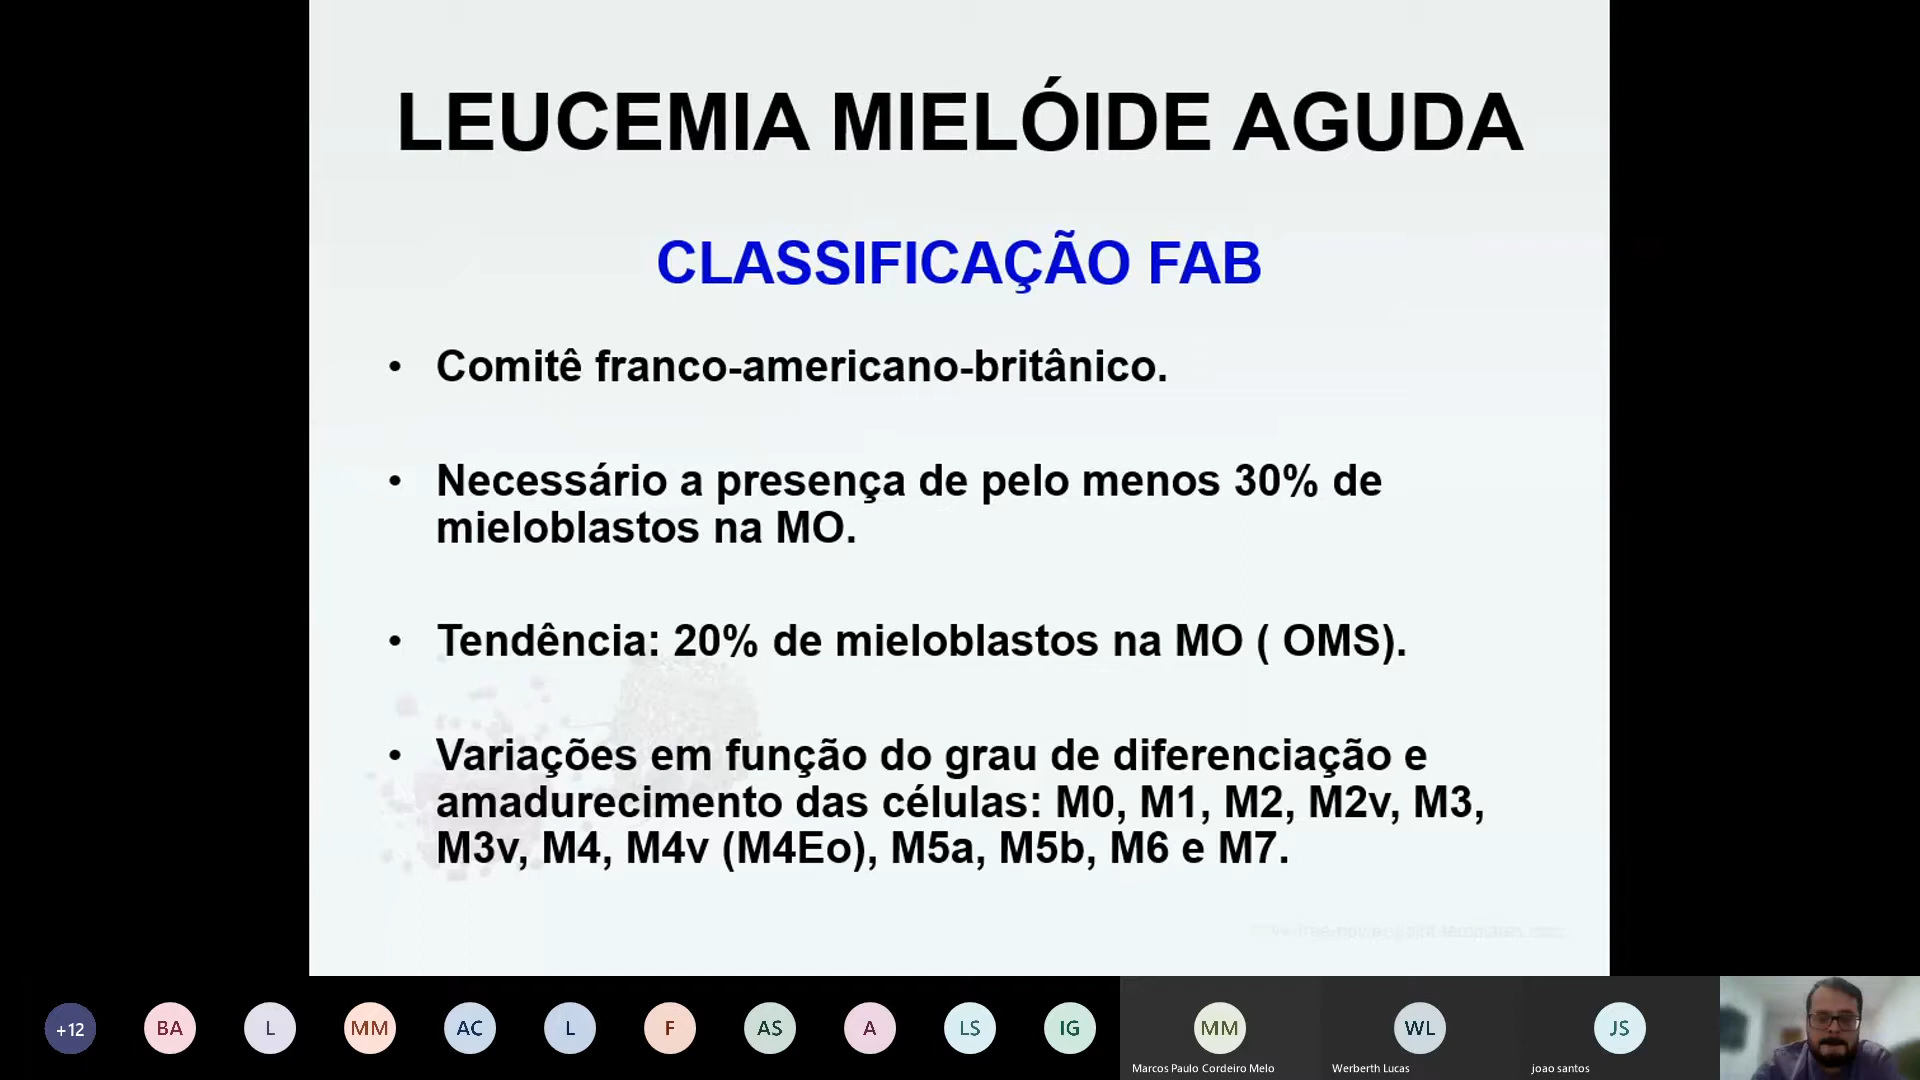 LEUCEMIA MIELÓIDE AGUDA
CLASSIFICAÇÃO FAB
• Comitê franco-americano-britânico.
• Necessário a presença de pelo menos 30% de
mieloblastos na MO.
• Tendência: 20% de mieloblastos na MO ( OMS).
• Variações em função do grau de diferenciação e
amadurecimento das células: M0, M1, M2, M2v, M3,
M3v, M4, M4v (M4Eo), M5a, M5b, M6 e M7.
+12 BA L MM AC L F AS A LS IG MM WL JS
Marcos Paulo Cordeiro Melo Werberth Lucas joao santos